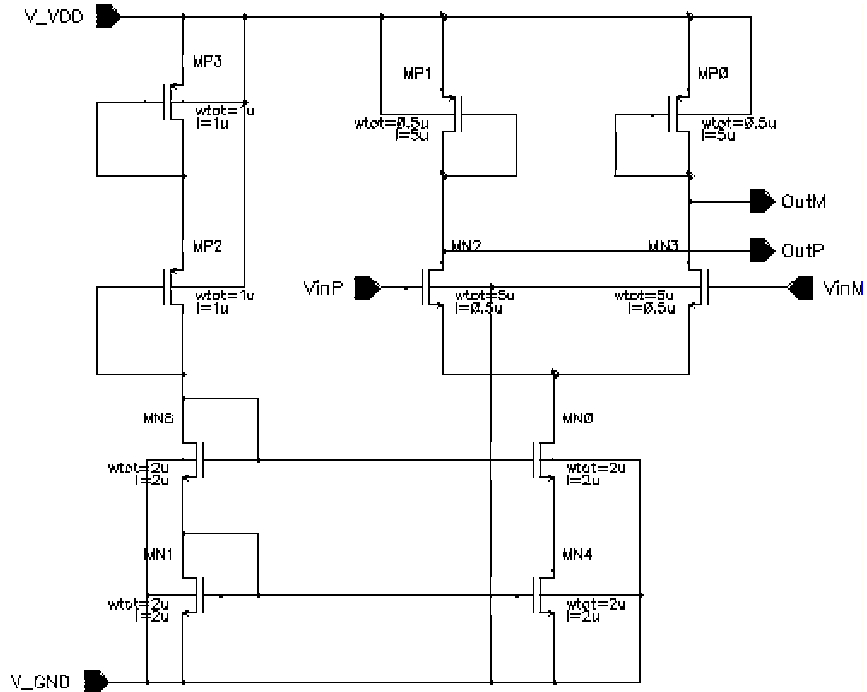 V_VDD
MP3
wtot=1u
l=1u
MP1
wtot=0.5u
l=5u
MP0
wtot=0.5u
l=5u
OutM
MP2
wtot=1u
l=1u
MN2
MN3
OutP
VinP
wtot=5u
l=0.5u
wtot=5u
l=0.5u
VinM
wtot=2u
l=2u
MN0
wtot=2u
l=2u
MN1
wtot=2u
l=2u
MN4
wtot=2u
l=2u
V_GND